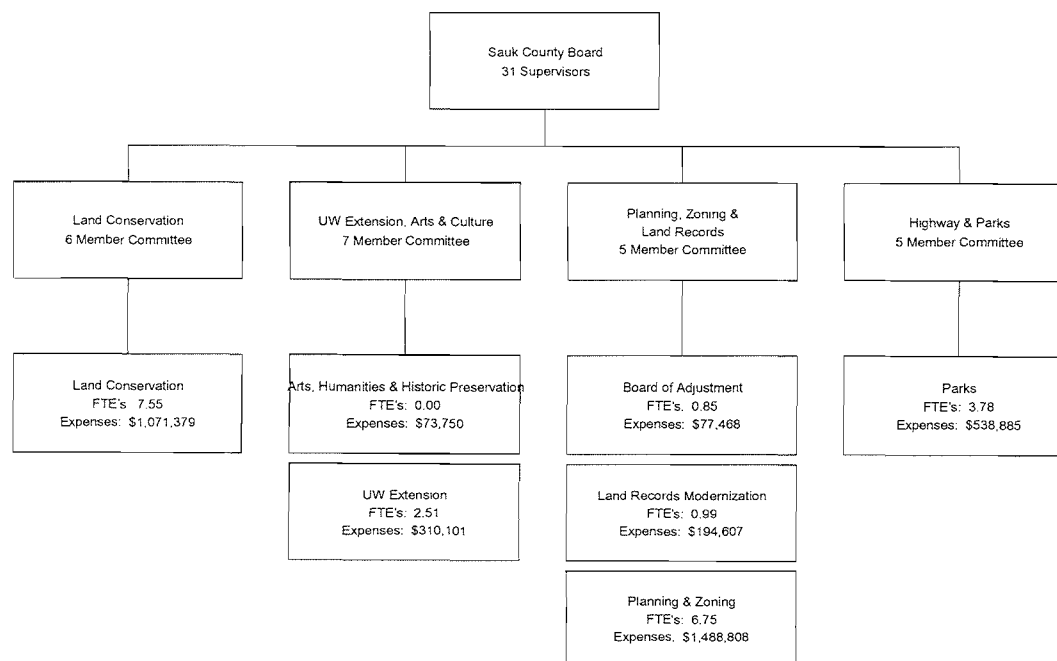 Sauk County Board
31 Supervisors
Land Conservation
6 Member Committee
UW Extension, Arts & Culture
7 Member Committee
Planning, Zoning &
Land Records
5 Member Committee
Highway & Parks
5 Member Committee
Land Conservation
FTE's 7.55
Expenses: $1,071,379
Arts, Humanities & Historic Preservation
FTE's: 0.00
Expenses: $73,750
UW Extension
FTE's: 2.51
Expenses: $310,101
Board of Adjustment
FTE's: 0.85
Expenses: $77,468
Land Records Modernization
FTE's: 0.99
Expenses: $194,607
Planning & Zoning
FTE's: 6.75
Expenses. $1,488,808
Parks
FTE's: 3.78
Expenses: $538,885